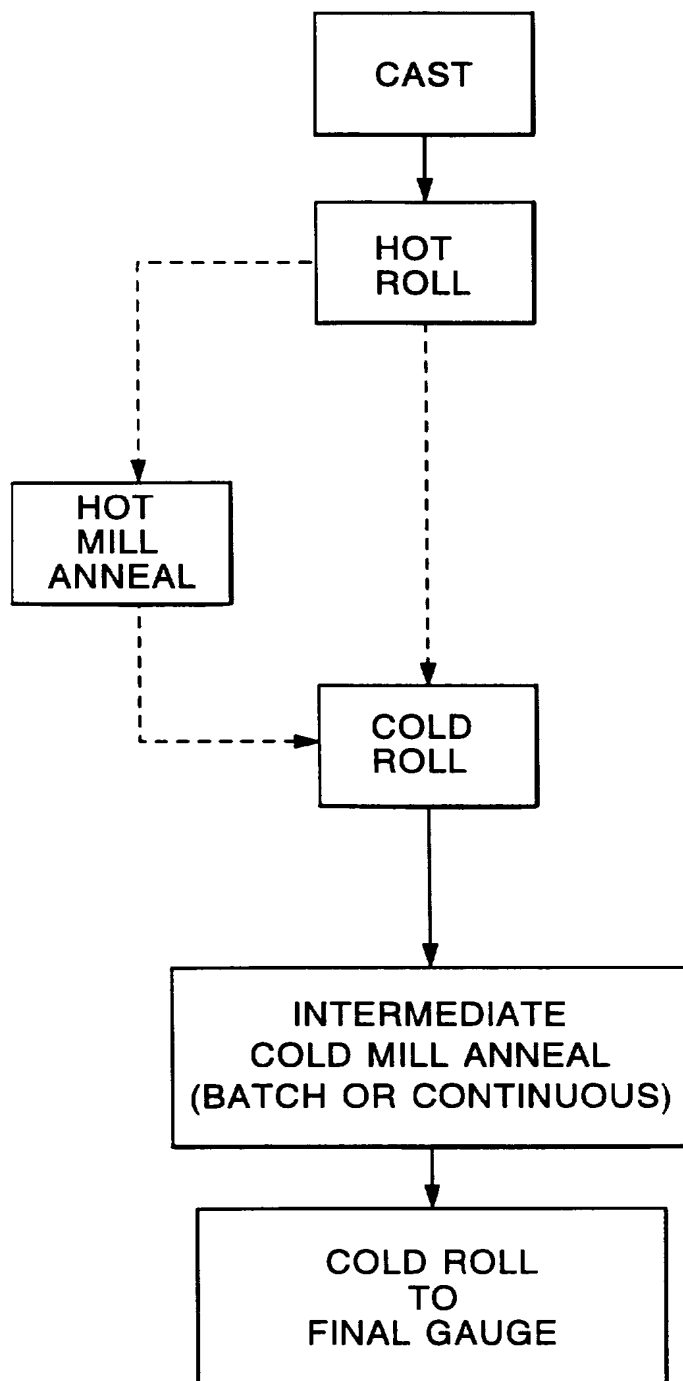 CAST
HOT
ROLL
HOT
MILL
ANNEAL
COLD
ROLL
INTERMEDIATE
COLD MILL ANNEAL
(BATCH OR CONTINUOUS)
COLD ROLL
TO
FINAL GAUGE